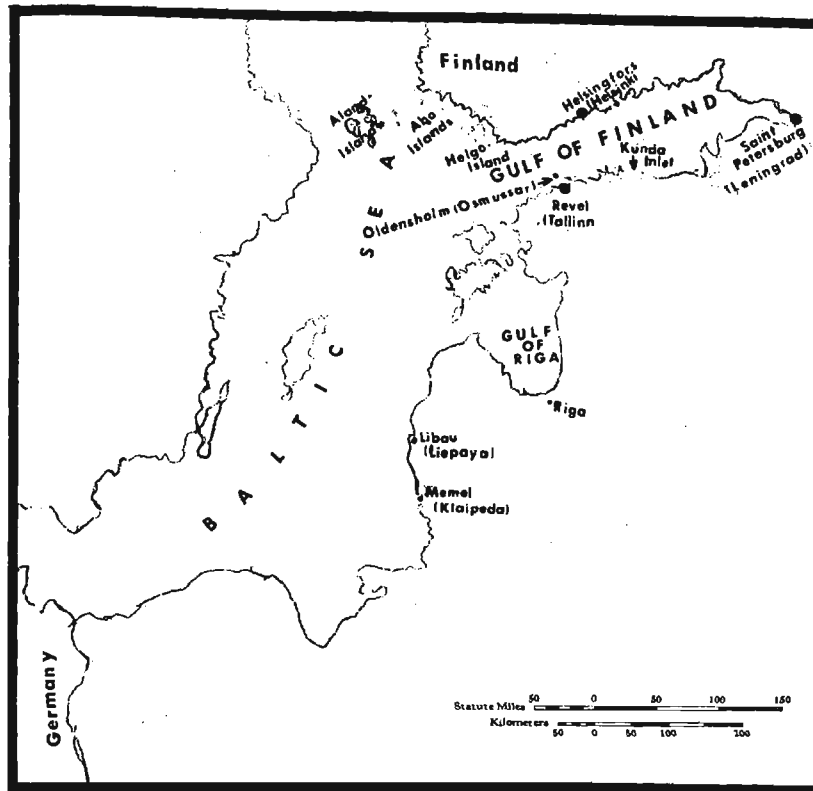 Finland
Aland-
Islands
Abo
Islands
Helgo-
Island
Helsingfors
(Helsinki
GULF OF FINLAND
Kunda
Inlet
Saint
Petersburg
(Leningrad)
Oldensholm (Osmussar)
Revel
(Tallinn
BALTIC SEA
GULF
OF
RIGA
Riga
Libau
(Liepaya)
Memel
(Klaipeda)
Germany
Statute Miles 50 0 50 100 150
Kilometers 50 0 50 100 200